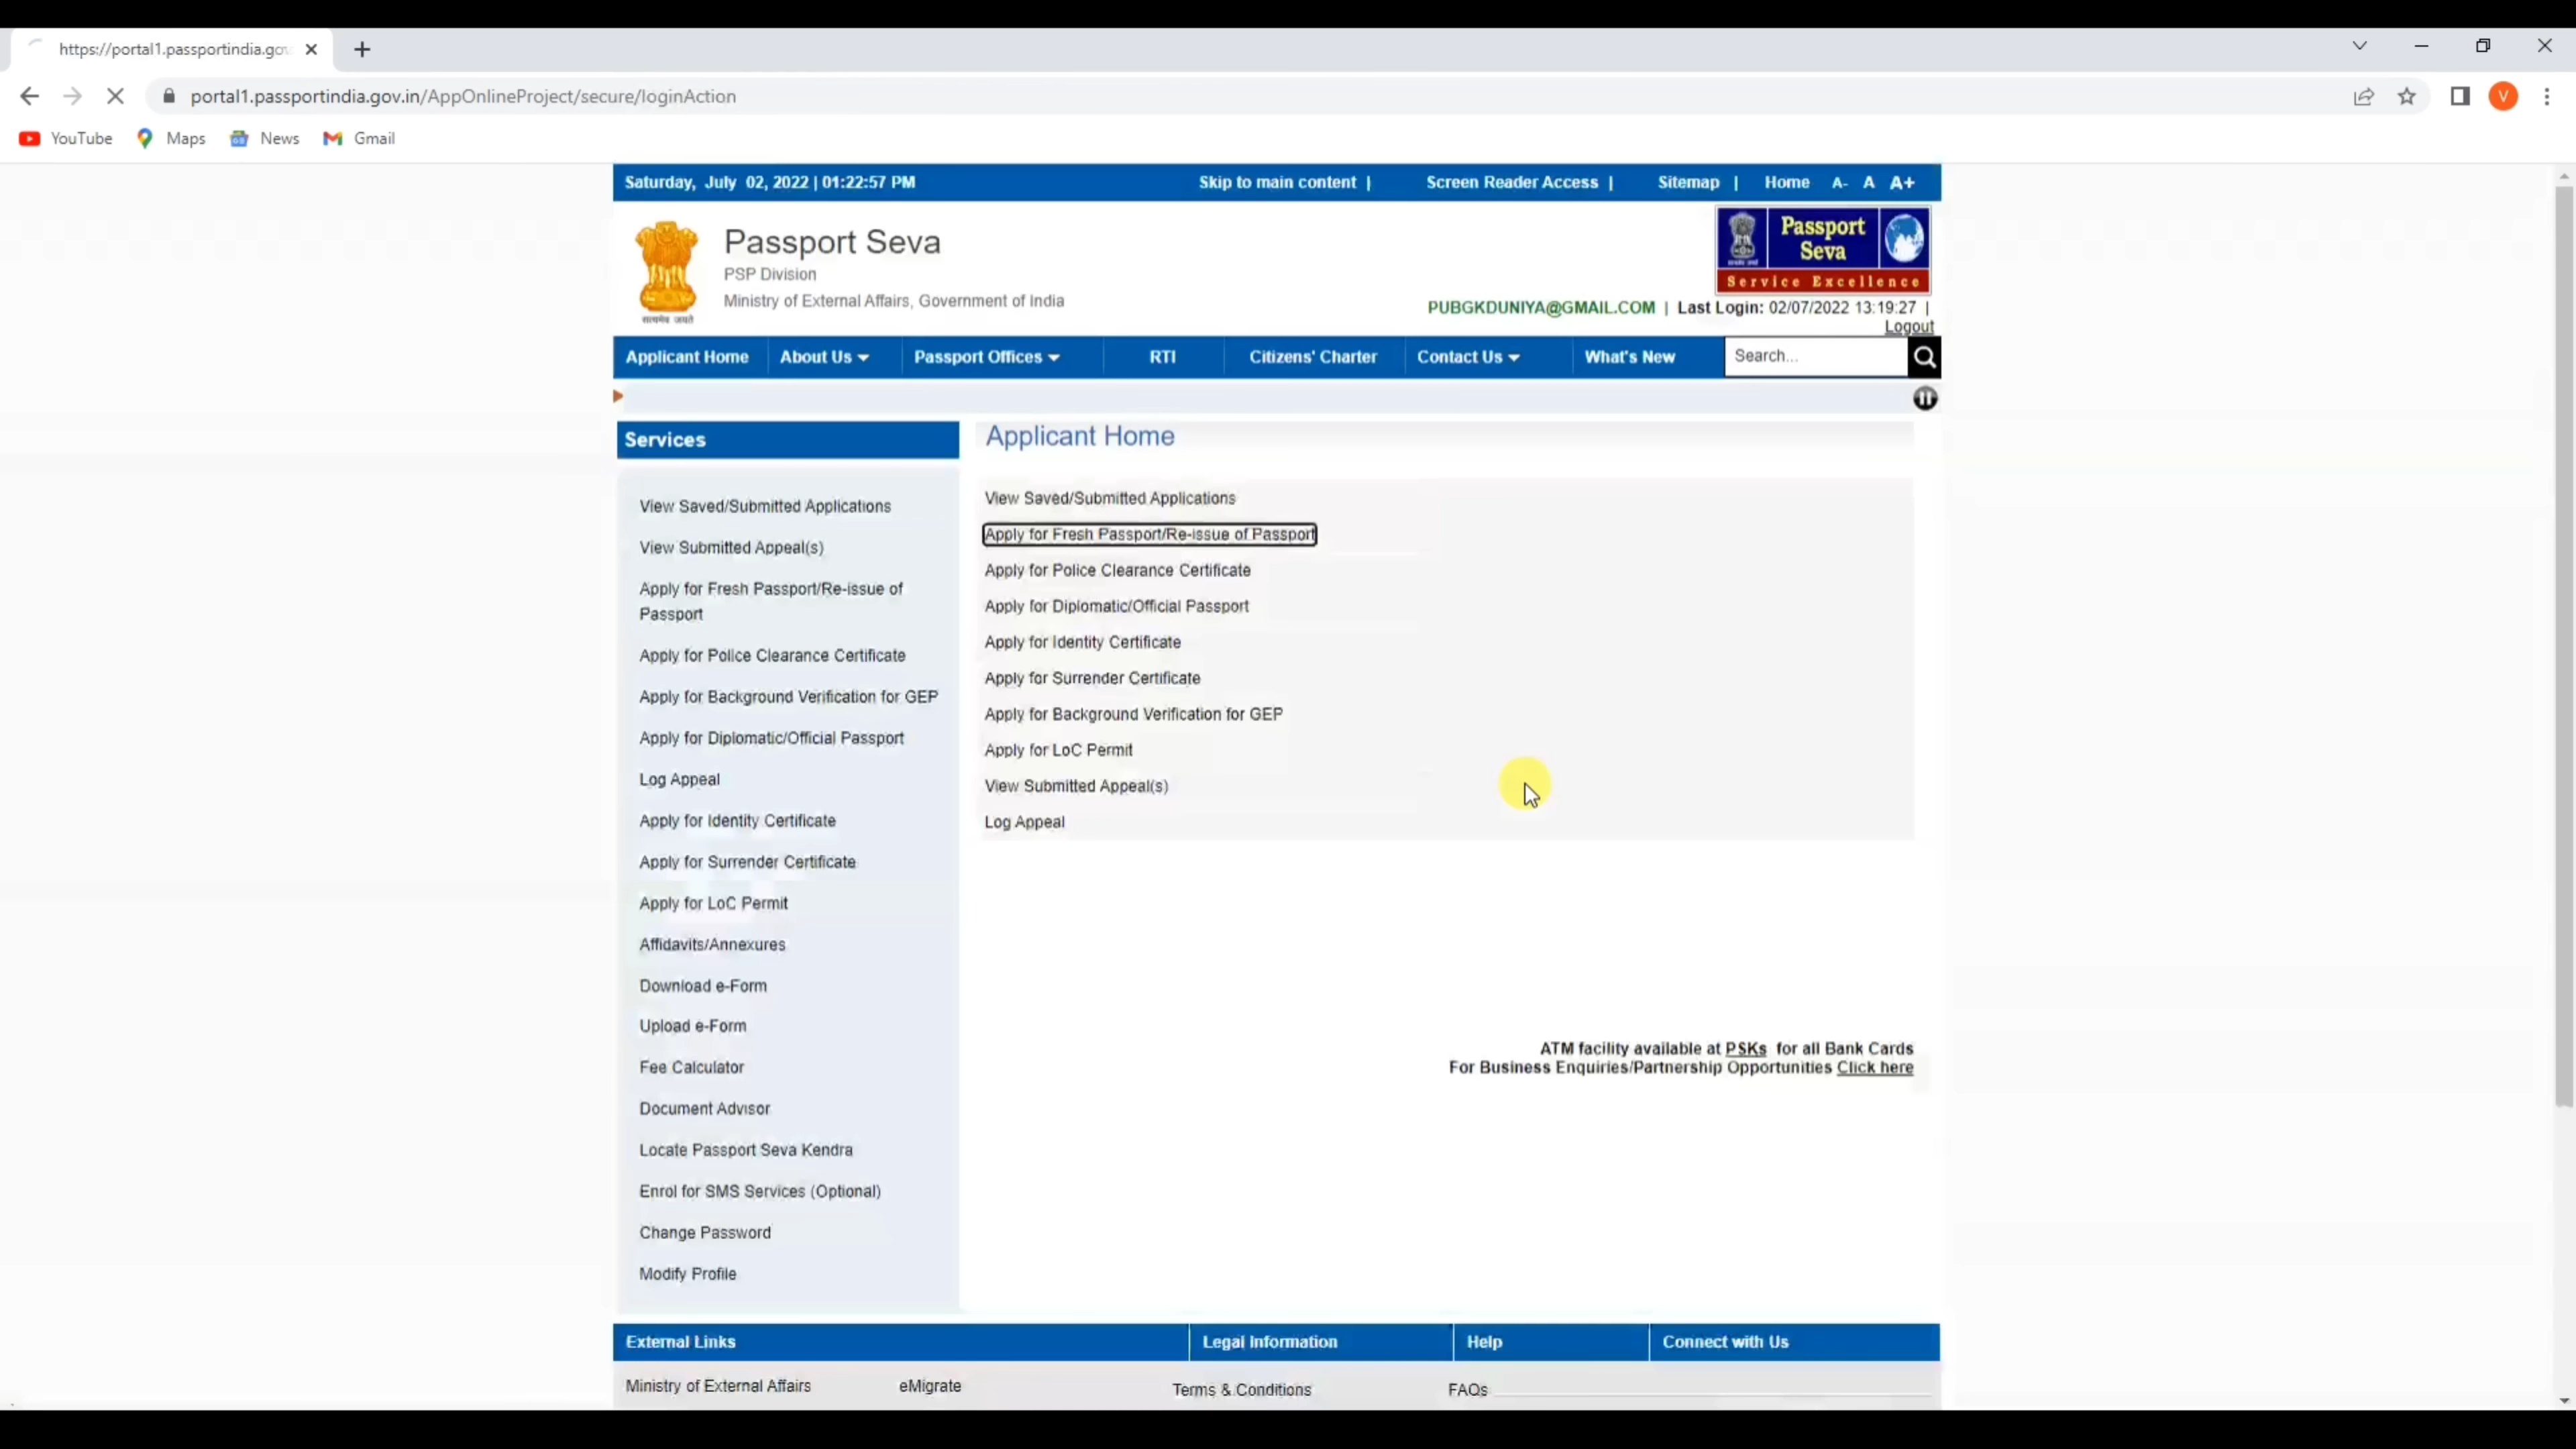 https://portal1.passportindia.gov
portal1.passportindia.gov.in/AppOnlineProject/secure/loginAction
V
YouTube Maps News Gmail
Saturday, July 02, 2022 | 01:22:57 PM Skip to main content | Screen Reader Access | Sitemap | Home A- A A+
Passport Seva
PSP Division
Ministry of External Affairs, Government of India
सत्यमेव जयते
Passport
Seva
Service Excellence
PUBGKDUNIYA@GMAIL.COM | Last Login: 02/07/2022 13:19:27 |
Logout
Applicant Home About Us Passport Offices RTI Citizens' Charter Contact Us What's New Search...
Services
View Saved/Submitted Applications
View Submitted Appeal(s)
Apply for Fresh Passport/Re-issue of
Passport
Apply for Police Clearance Certificate
Apply for Background Verification for GEP
Apply for Diplomatic/Official Passport
Log Appeal
Apply for Identity Certificate
Apply for Surrender Certificate
Apply for LoC Permit
Affidavits/Annexures
Download e-Form
Upload e-Form
Fee Calculator
Document Advisor
Locate Passport Seva Kendra
Enrol for SMS Services (Optional)
Change Password
Modify Profile
Applicant Home
View Saved/Submitted Applications
Apply for Fresh Passport/Re-issue of Passport
Apply for Police Clearance Certificate
Apply for Diplomatic/Official Passport
Apply for Identity Certificate
Apply for Surrender Certificate
Apply for Background Verification for GEP
Apply for LoC Permit
View Submitted Appeal(s)
Log Appeal
ATM facility available at PSKs for all Bank Cards
For Business Enquiries/Partnership Opportunities Click here
External Links Legal Information Help Connect with Us
Ministry of External Affairs eMigrate Terms & Conditions FAQs